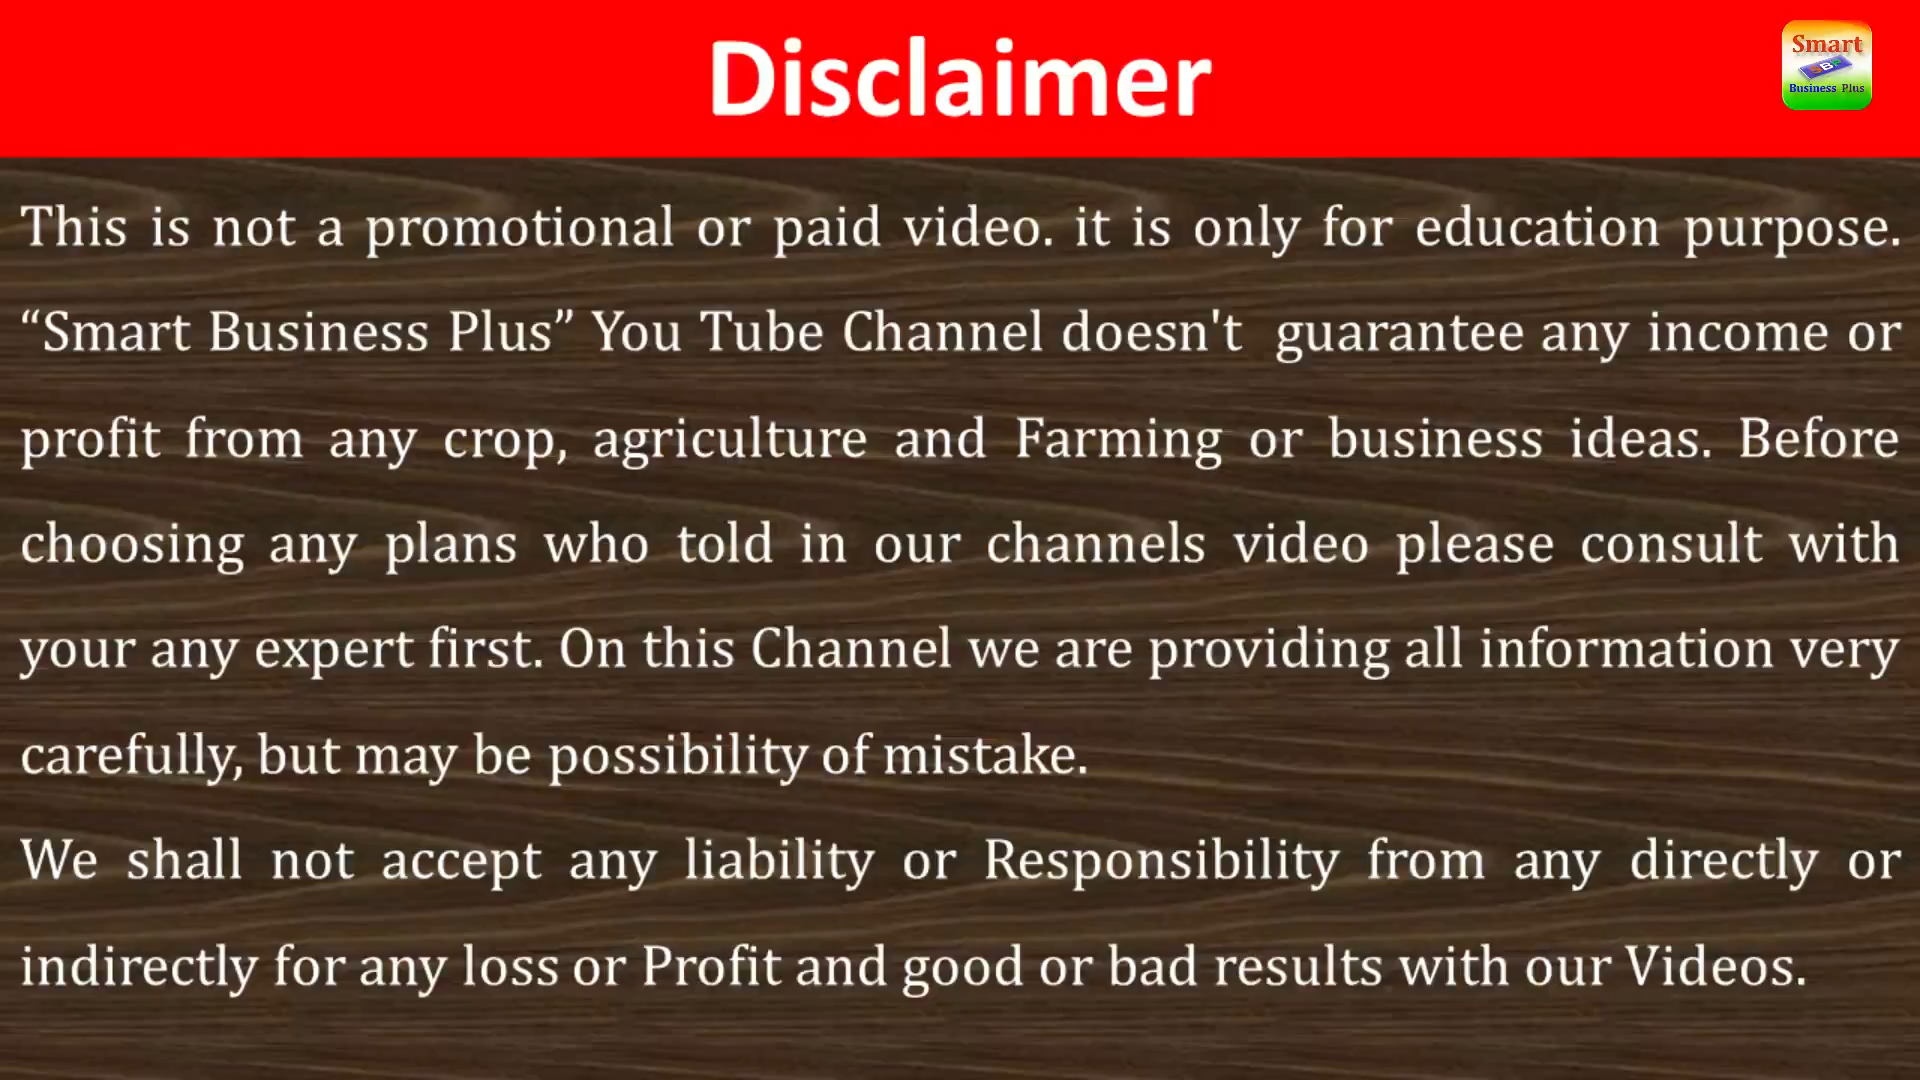 Disclaimer
Smart
SBP
Business Plus
This is not a promotional or paid video. it is only for education purpose.
“Smart Business Plus” You Tube Channel doesn't  guarantee any income or
profit from any crop, agriculture and Farming or business ideas. Before
choosing any plans who told in our channels video please consult with
your any expert first. On this Channel we are providing all information very
carefully, but may be possibility of mistake.
We shall not accept any liability or Responsibility from any directly or
indirectly for any loss or Profit and good or bad results with our Videos.